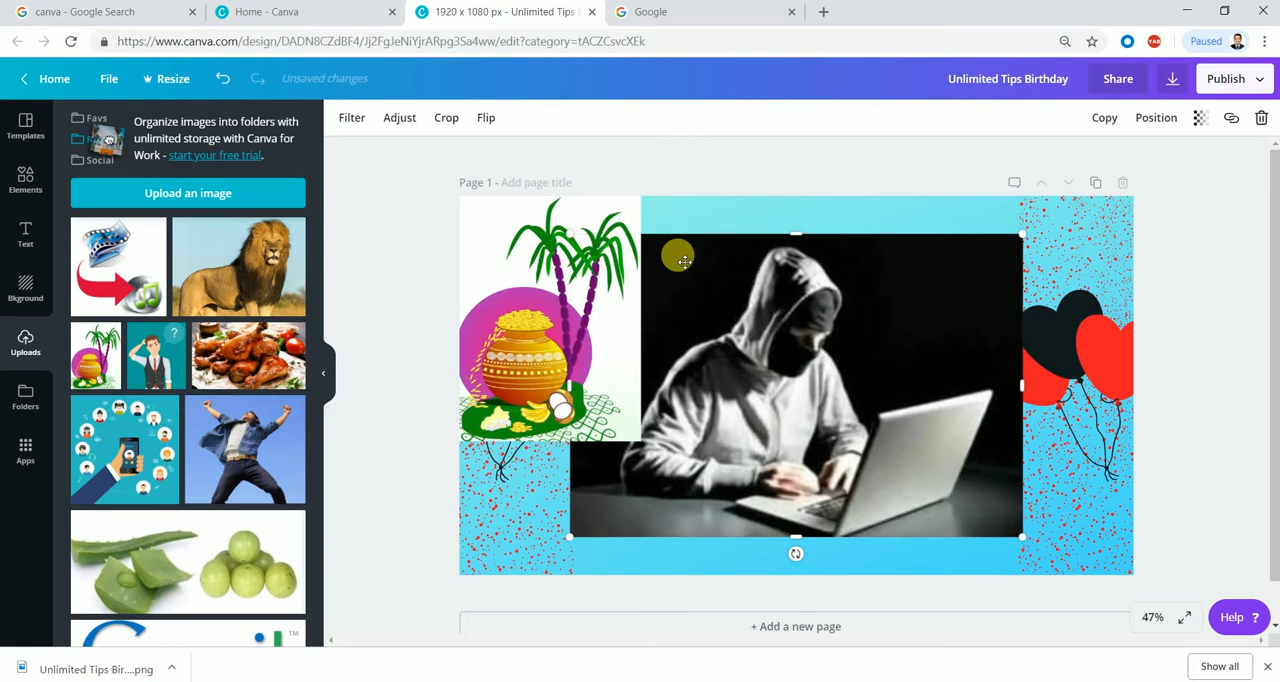 canva - Google Search
Home - Canva
1920 x 1080 px - Unlimited Tips
Google
https://www.canva.com/design/DADN8CZdBF4/Jj2FgJeNiYjrARpg3Sa4ww/edit?category=tACZCsvcXEk
YAB
Paused
Home
File
Resize
Unsaved changes
Unlimited Tips Birthday
Share
Publish
Templates
Elements
Text
Bkground
Uploads
Folders
Apps
Favs
Social
Organize images into folders with
unlimited storage with Canva for
Work - start your free trial.
Upload an image
TM
Filter
Adjust
Crop
Flip
Copy
Position
Page 1 - Add page title
+ Add a new page
47%
Help ?
Unlimited Tips Bir....png
Show all